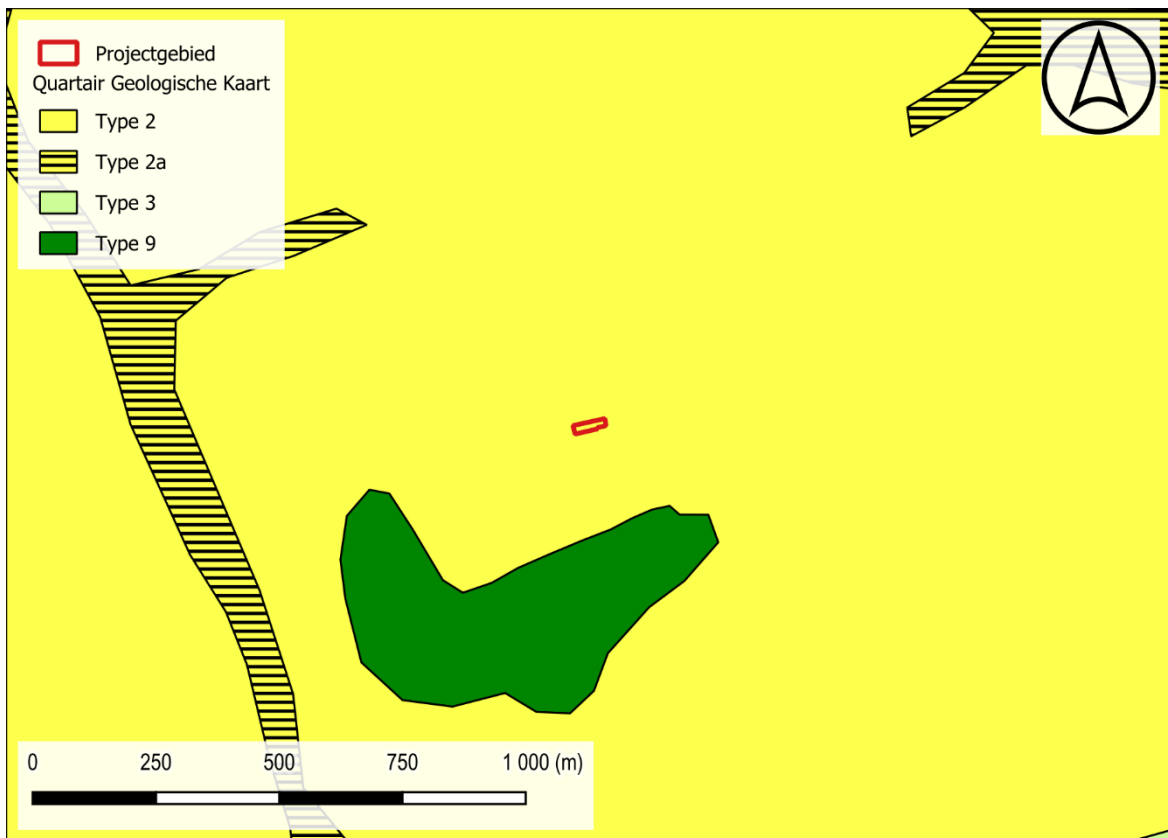 Projectgebied
Quartair Geologische Kaart
Type 2
Type 2a
Type 3
Type 9
0 250 500 750 1 000 (m)